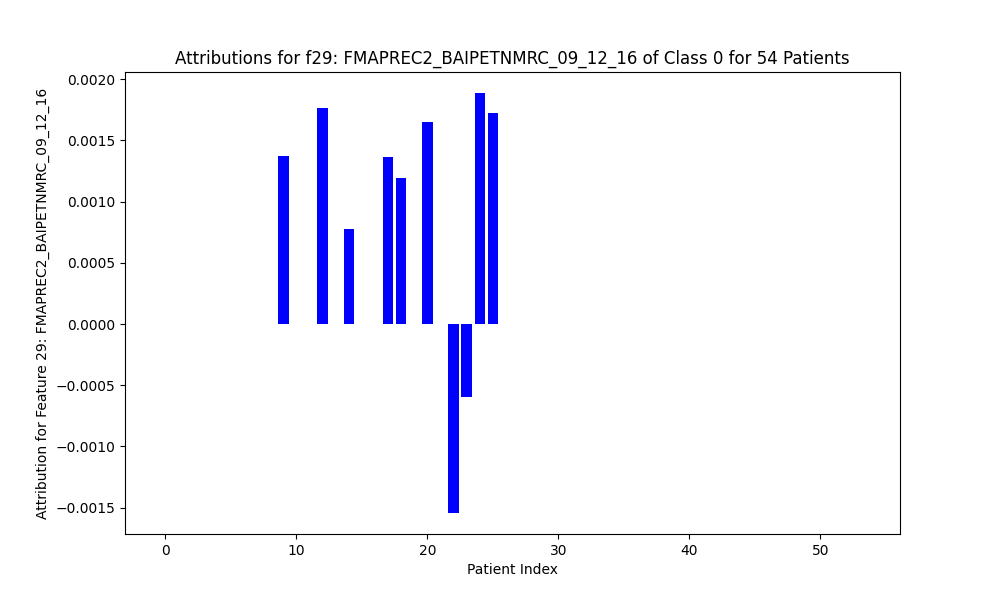 Attributions for f29: FMAPREC2_BAIPETNMRC_09_12_16 of Class 0 for 54 Patients
Attribution for Feature 29: FMAPREC2_BAIPETNMRC_09_12_16
0.0020
0.0015
0.0010
0.0005
0.0000
−0.0005
−0.0010
−0.0015
0 10 20 30 40 50
Patient Index